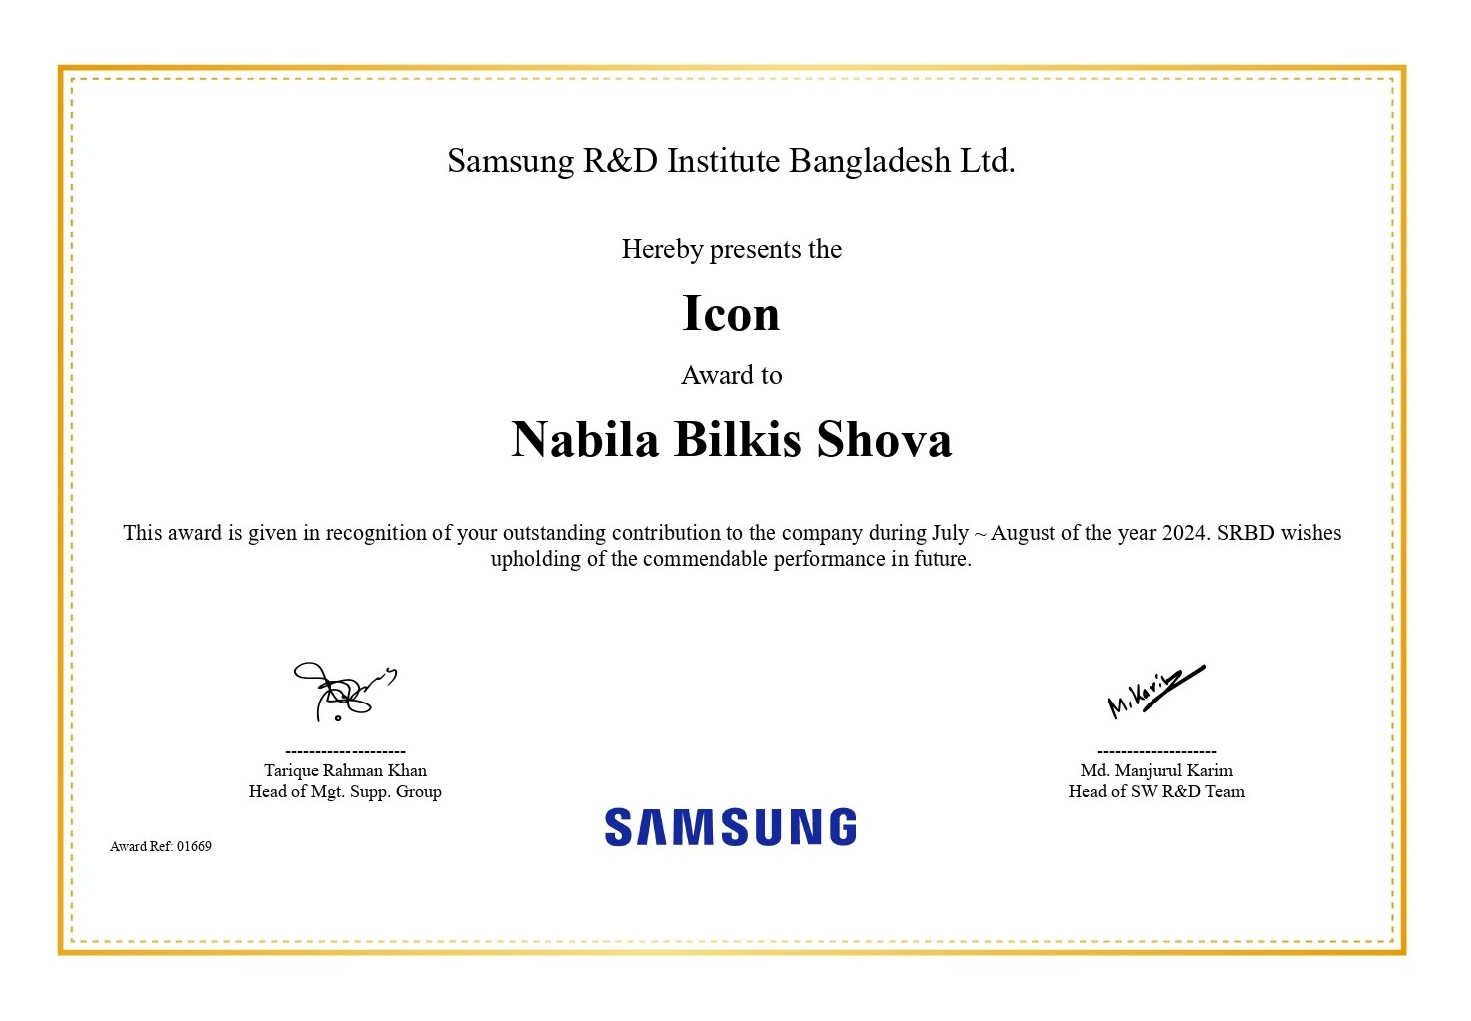 Samsung R&D Institute Bangladesh Ltd.
Hereby presents the
Icon
Award to
Nabila Bilkis Shova
This award is given in recognition of your outstanding contribution to the company during July ~ August of the year 2024. SRBD wishes
upholding of the commendable performance in future.
M. Karim
--------------------
Tarique Rahman Khan
Head of Mgt. Supp. Group
--------------------
Md. Manjurul Karim
Head of SW R&D Team
SAMSUNG
Award Ref: 01669